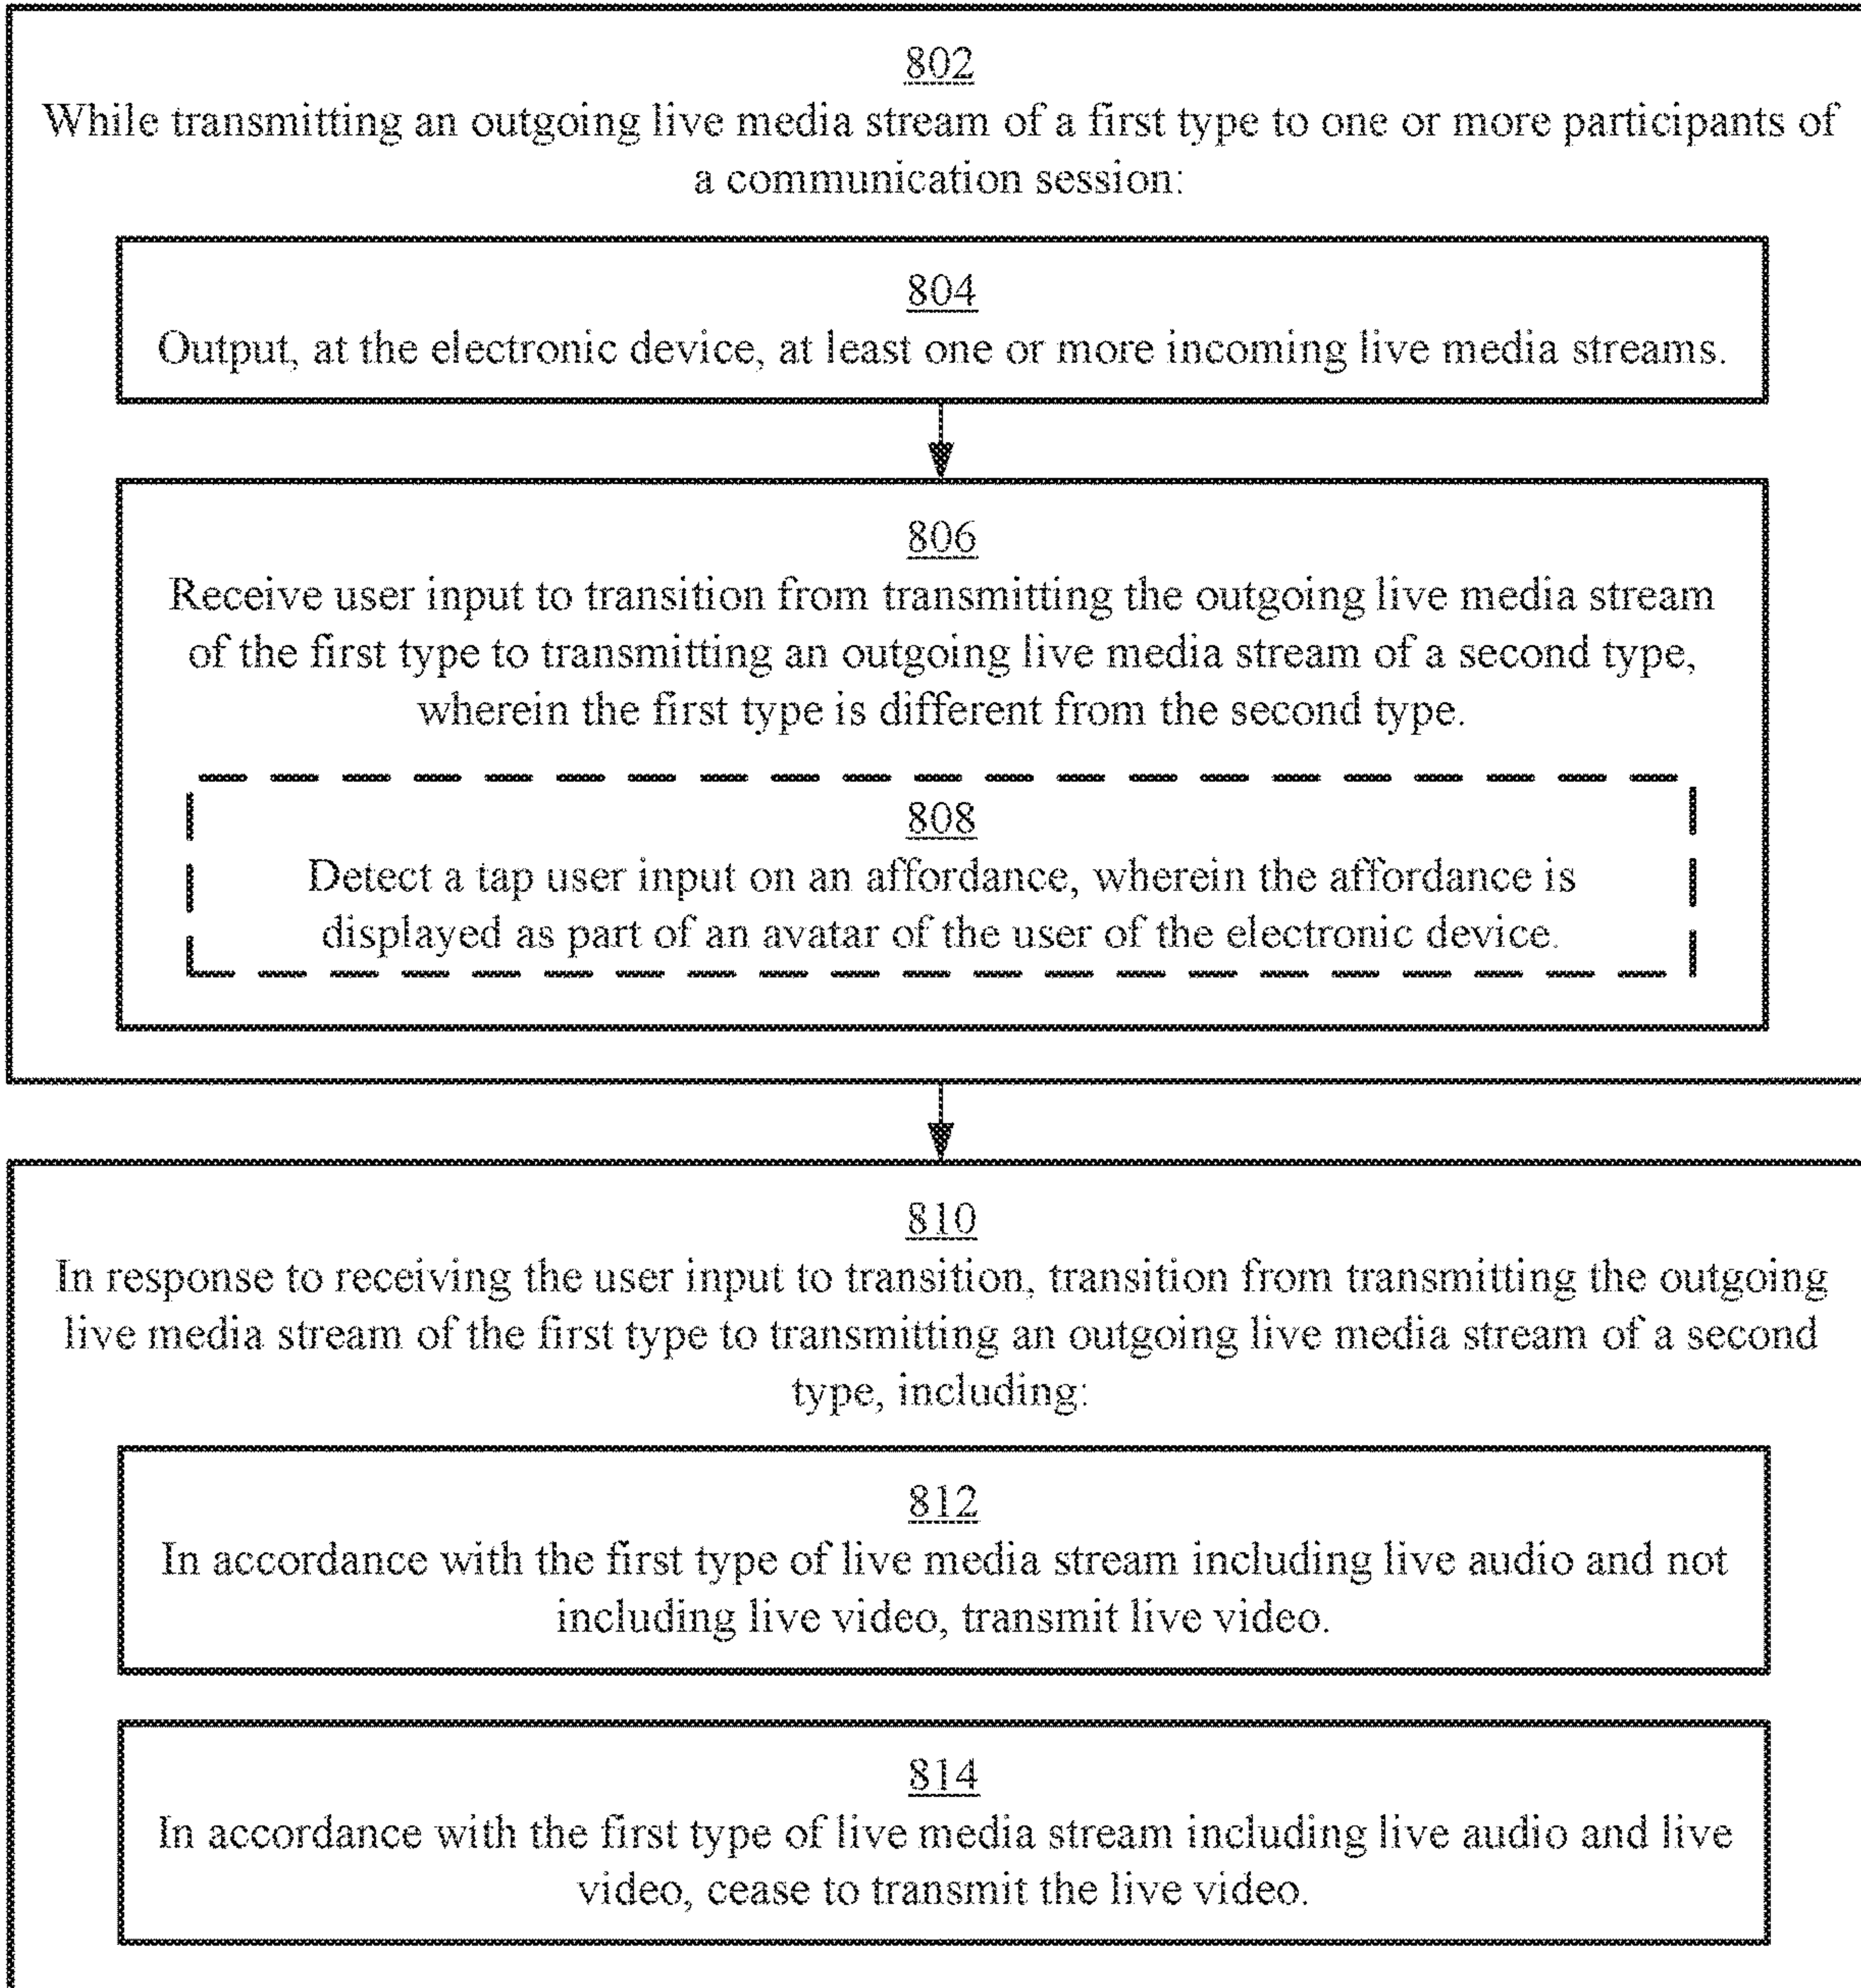 802
While transmitting an outgoing live media stream of a first type to one or more participants of
a communication session:
804
Output, at the electronic device, at least one or more incoming live media streams.
806
Receive user input to transition from transmitting the outgoing live media stream
of the first type to transmitting an outgoing live media stream of a second type,
wherein the first type is different from the second type.
808
Detect a tap user input on an affordance, wherein the affordance is
displayed as part of an avatar of the user of the electronic device.
810
In response to receiving the user input to transition, transition from transmitting the outgoing
live media stream of the first type to transmitting an outgoing live media stream of a second
type, including:
812
In accordance with the first type of live media stream including live audio and not
including live video, transmit live video.
814
In accordance with the first type of live media stream including live audio and live
video, cease to transmit the live video.